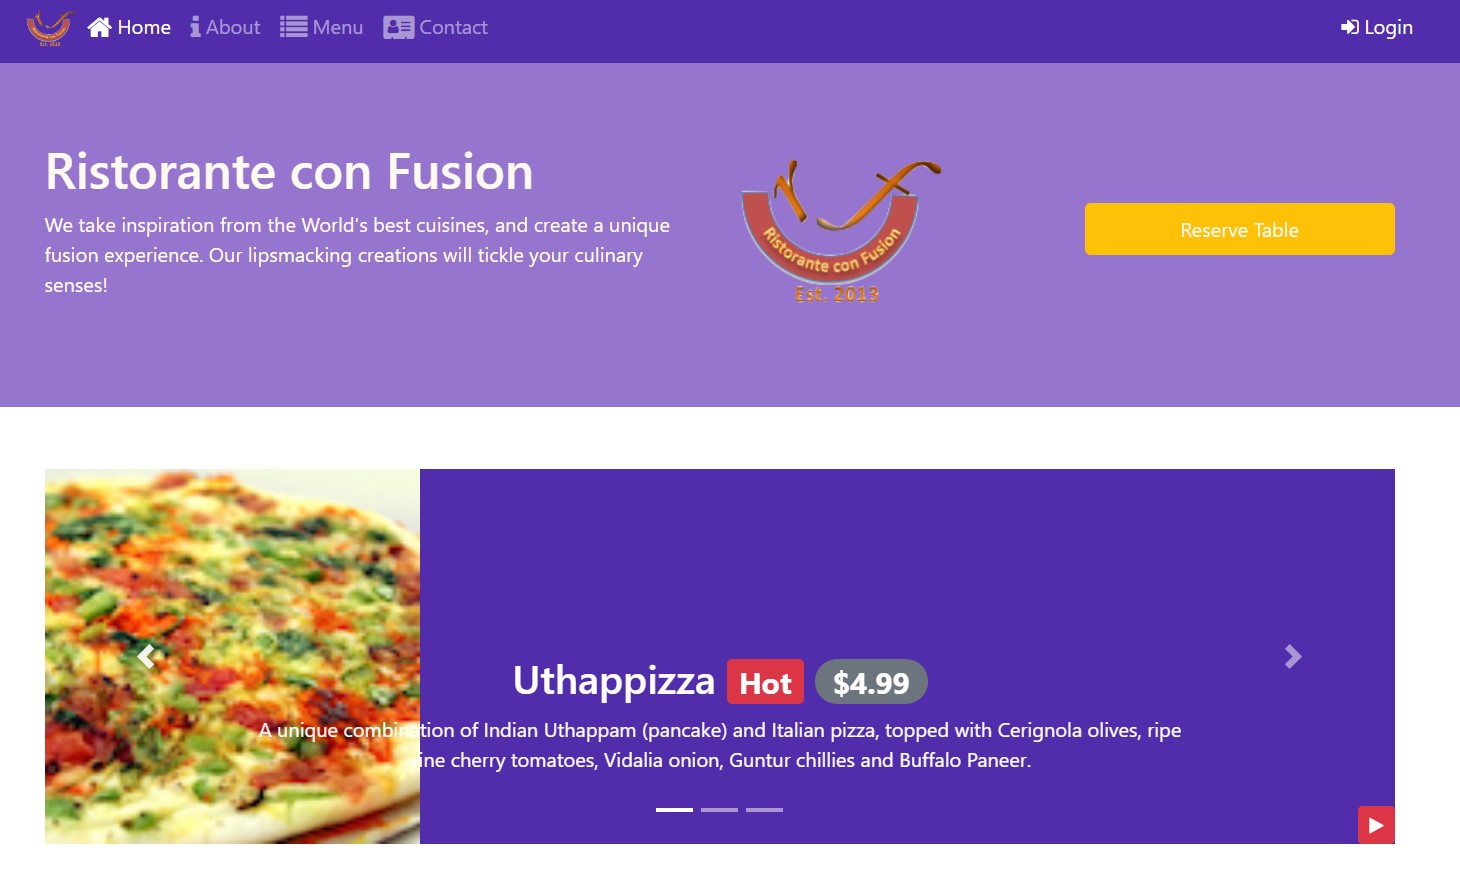 Home About Menu Contact Login
Ristorante con Fusion
We take inspiration from the World's best cuisines, and create a unique
fusion experience. Our lipsmacking creations will tickle your culinary
senses!
Ristorante con Fusion
Est. 2013
Reserve Table
Uthappizza Hot $4.99
A unique combination of Indian Uthappam (pancake) and Italian pizza, topped with Cerignola olives, ripe
vine cherry tomatoes, Vidalia onion, Guntur chillies and Buffalo Paneer.